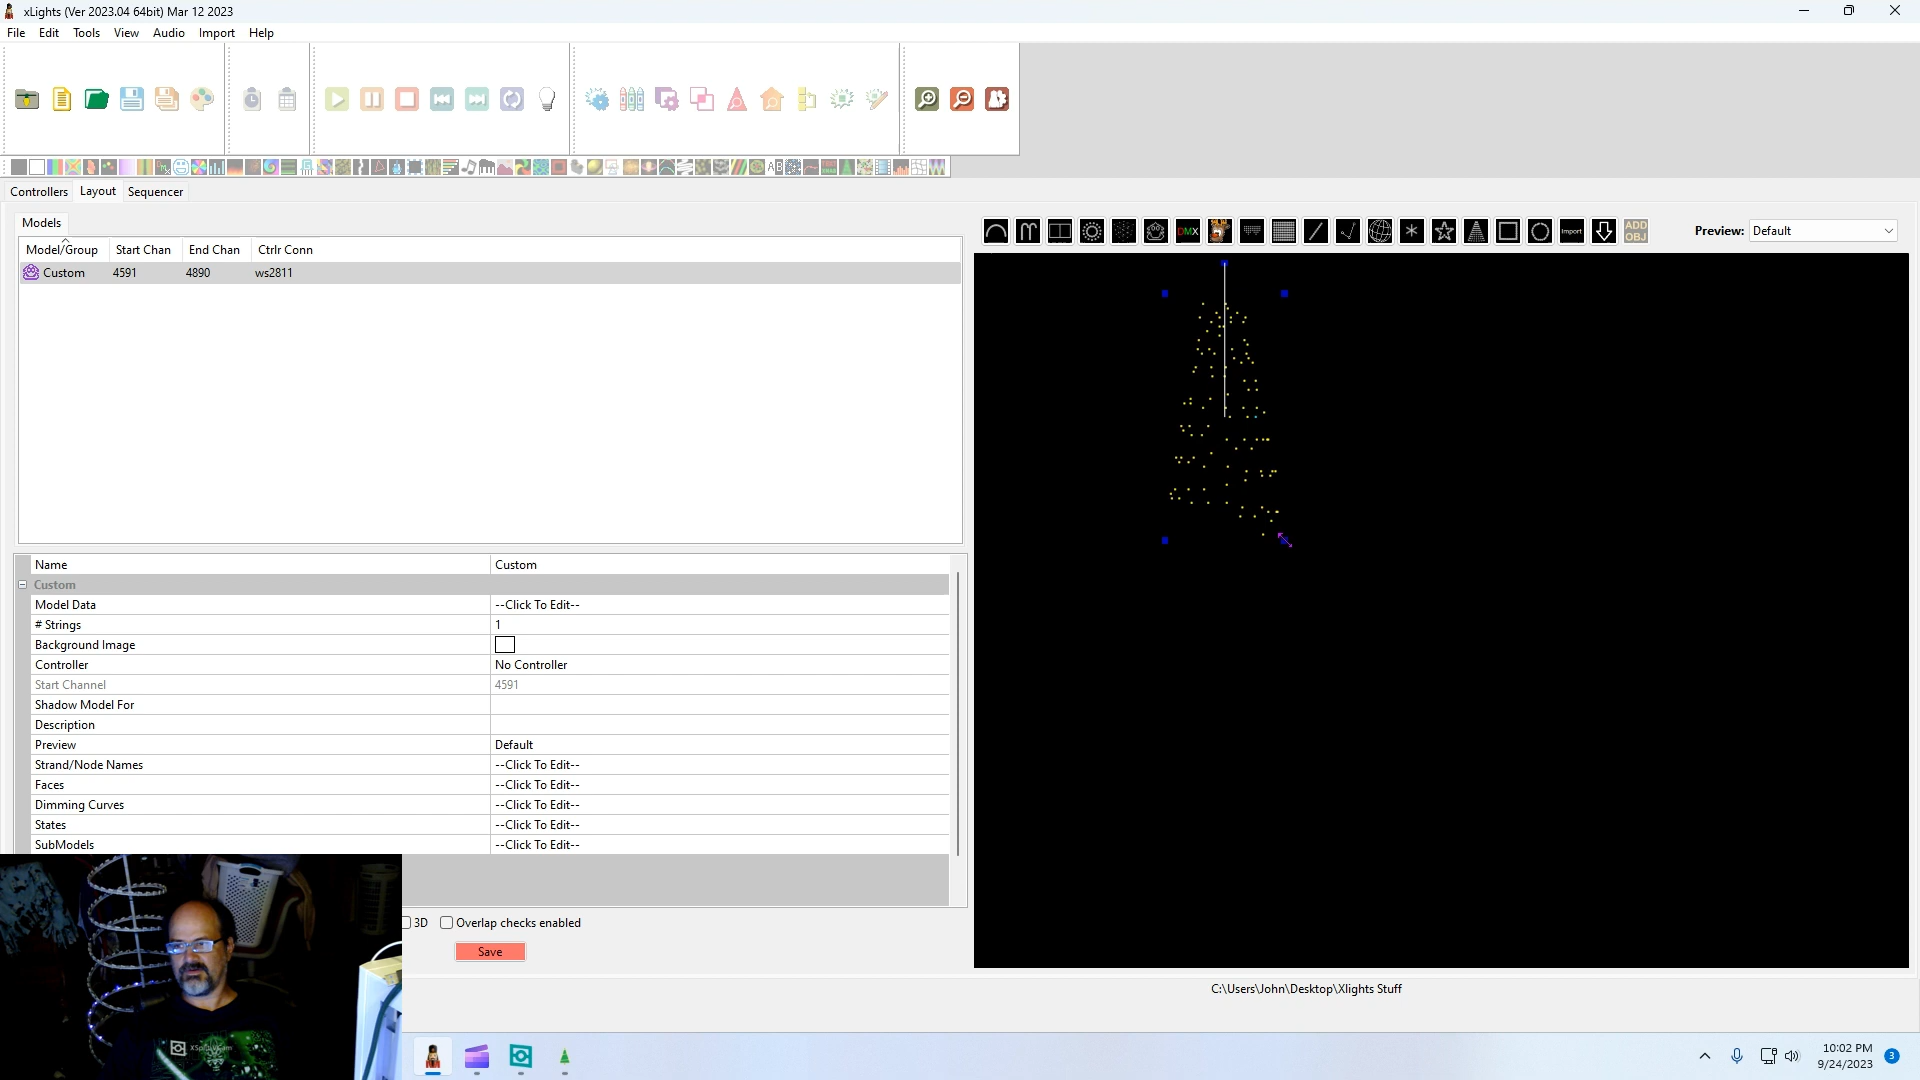 xLights (Ver 2023.04 64bit) Mar 12 2023
File Edit Tools View Audio Import Help
Controllers Layout Sequencer
Models
Model/Group Start Chan End Chan Ctrlr Conn
Custom 4591 4890 ws2811
DMX
Import
ADD OBJ
Preview: Default
Name Custom
Custom
Model Data --Click To Edit--
# Strings 1
Background Image
Controller No Controller
Start Channel 4591
Shadow Model For
Description
Preview Default
Strand/Node Names --Click To Edit--
Faces --Click To Edit--
Dimming Curves --Click To Edit--
States --Click To Edit--
SubModels --Click To Edit--
3D Overlap checks enabled
Save
C:\Users\John\Desktop\Xlights Stuff
10:02 PM
9/24/2023
3